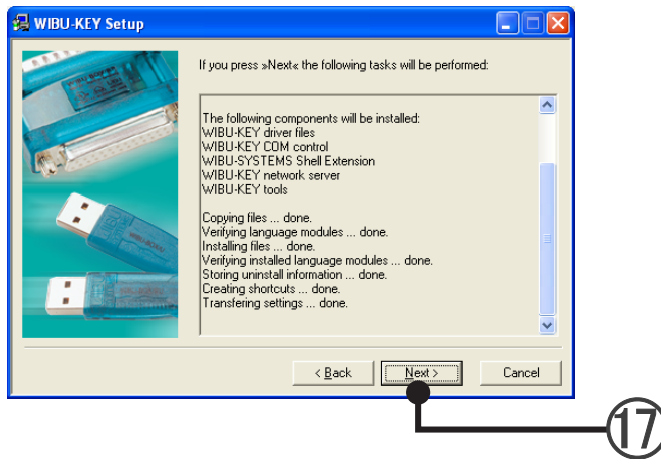 WIBU-KEY Setup
If you press »Next« the following tasks will be performed:
The following components will be installed:
WIBU-KEY driver files
WIBU-KEY COM control
WIBU-SYSTEMS Shell Extension
WIBU-KEY network server
WIBU-KEY tools
Copying files ... done.
Verifying language modules ... done.
Installing files ... done.
Verifying installed language modules ... done.
Storing uninstall information ... done.
Creating shortcuts ... done.
Transfering settings ... done.
< Back Next > Cancel
⑰